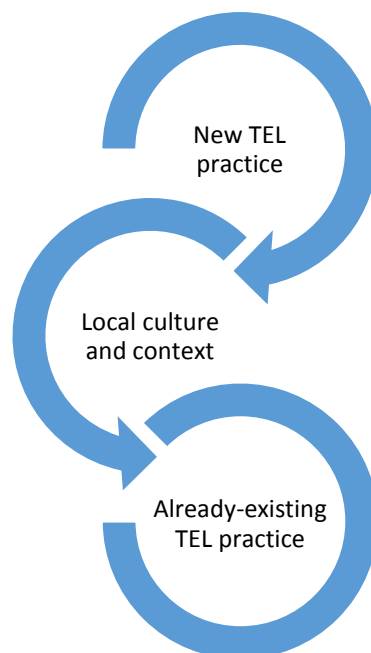 New TEL
practice
Local culture
and context
Already-existing
TEL practice